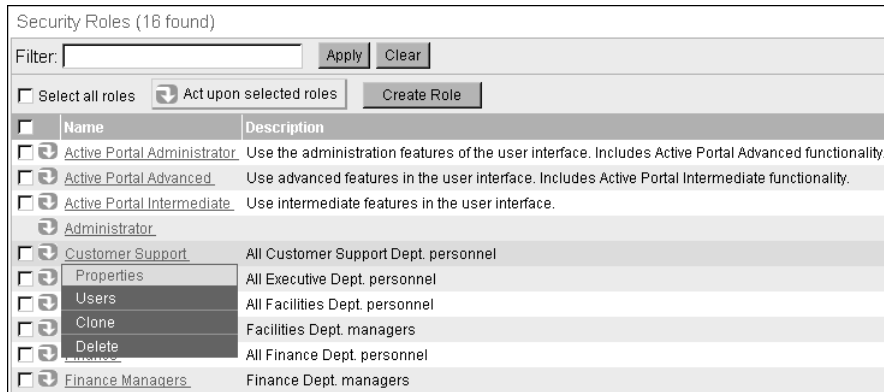 Security Roles (16 found)
Filter: Apply Clear
Select all roles Act upon selected roles Create Role
Name Description
Active Portal Administrator Use the administration features of the user interface. Includes Active Portal Advanced functionality.
Active Portal Advanced Use advanced features in the user interface. Includes Active Portal Intermediate functionality.
Active Portal Intermediate Use intermediate features in the user interface.
Administrator
Customer Support All Customer Support Dept. personnel
Properties All Executive Dept. personnel
Users All Facilities Dept. personnel
Clone Facilities Dept. managers
Delete All Finance Dept. personnel
Finance Managers Finance Dept. managers